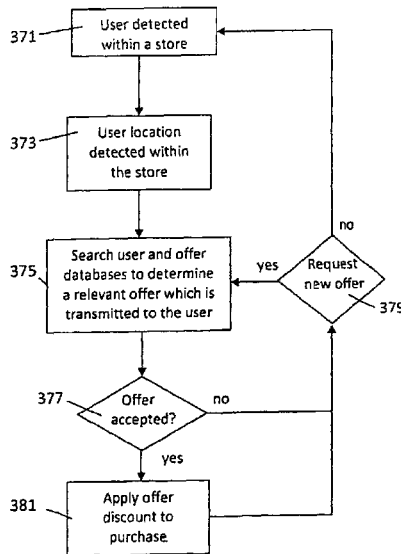 371
User detected
within a store
373
User location
detected within
the store
375
Search user and offer
databases to determine
a relevant offer which is
transmitted to the user
yes
no
Request
new offer
379
377
Offer
accepted?
no
yes
381
Apply offer
discount to
purchase